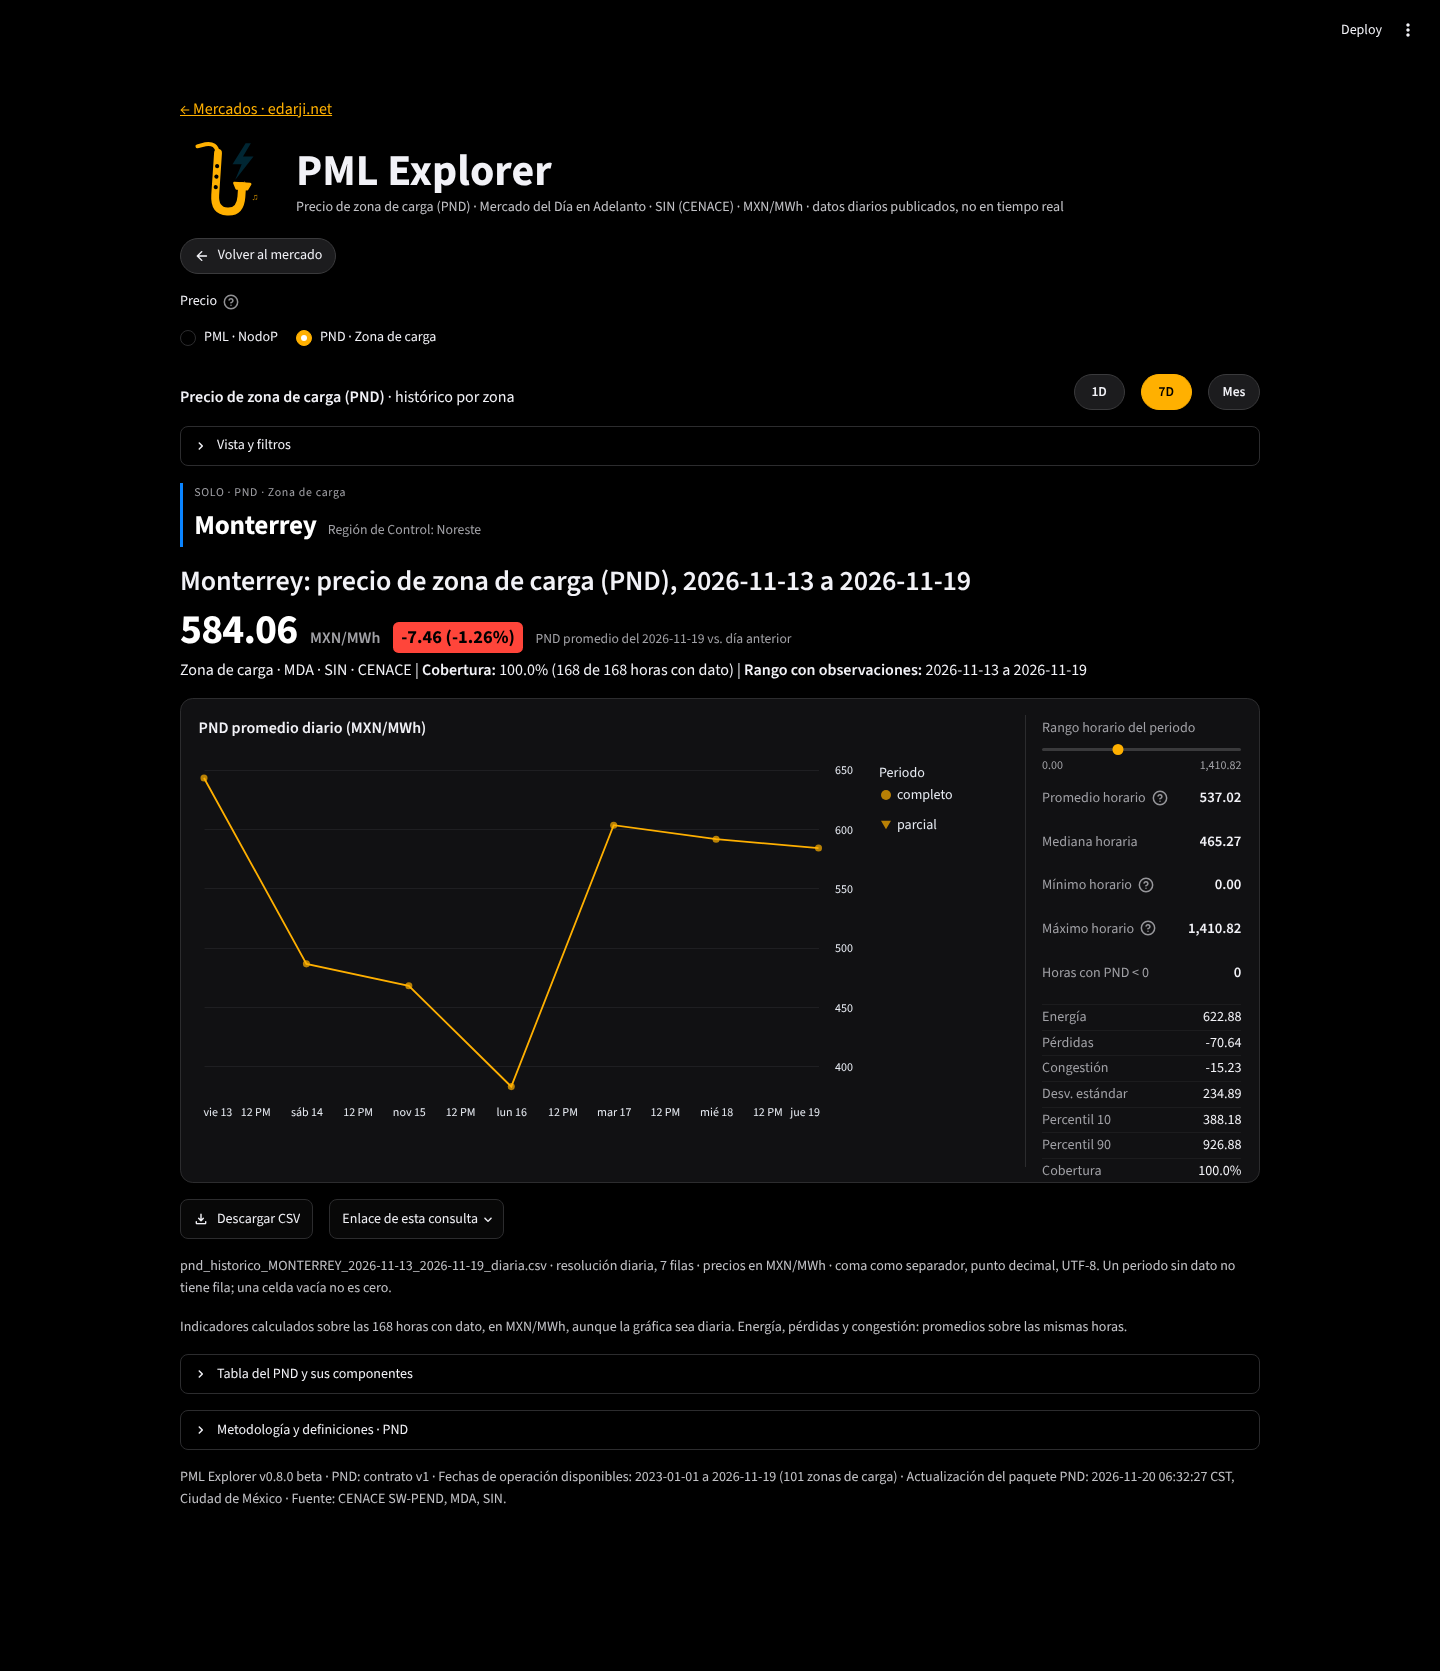 Deploy
← Mercados · edarji.net
PML Explorer
Precio de zona de carga (PND) · Mercado del Día en Adelanto · SIN (CENACE) · MXN/MWh · datos diarios publicados, no en tiempo real
Volver al mercado
Precio
PML · NodoP
PND · Zona de carga
Precio de zona de carga (PND) · histórico por zona
1D
7D
Mes
Vista y filtros
SOLO · PND · Zona de carga
Monterrey Región de Control: Noreste
Monterrey: precio de zona de carga (PND), 2026-11-13 a 2026-11-19
584.06 MXN/MWh -7.46 (-1.26%) PND promedio del 2026-11-19 vs. día anterior
Zona de carga · MDA · SIN · CENACE | Cobertura: 100.0% (168 de 168 horas con dato) | Rango con observaciones: 2026-11-13 a 2026-11-19
PND promedio diario (MXN/MWh)
650
600
550
500
450
400
vie 13 12 PM sáb 14 12 PM nov 15 12 PM lun 16 12 PM mar 17 12 PM mié 18 12 PM jue 19
Periodo
completo
parcial
Rango horario del periodo
0.00 1,410.82
Promedio horario 537.02
Mediana horaria 465.27
Mínimo horario 0.00
Máximo horario 1,410.82
Horas con PND < 0 0
Energía 622.88
Pérdidas -70.64
Congestión -15.23
Desv. estándar 234.89
Percentil 10 388.18
Percentil 90 926.88
Cobertura 100.0%
Descargar CSV
Enlace de esta consulta
pnd_historico_MONTERREY_2026-11-13_2026-11-19_diaria.csv · resolución diaria, 7 filas · precios en MXN/MWh · coma como separador, punto decimal, UTF-8. Un periodo sin dato no
tiene fila; una celda vacía no es cero.
Indicadores calculados sobre las 168 horas con dato, en MXN/MWh, aunque la gráfica sea diaria. Energía, pérdidas y congestión: promedios sobre las mismas horas.
Tabla del PND y sus componentes
Metodología y definiciones · PND
PML Explorer v0.8.0 beta · PND: contrato v1 · Fechas de operación disponibles: 2023-01-01 a 2026-11-19 (101 zonas de carga) · Actualización del paquete PND: 2026-11-20 06:32:27 CST,
Ciudad de México · Fuente: CENACE SW-PEND, MDA, SIN.